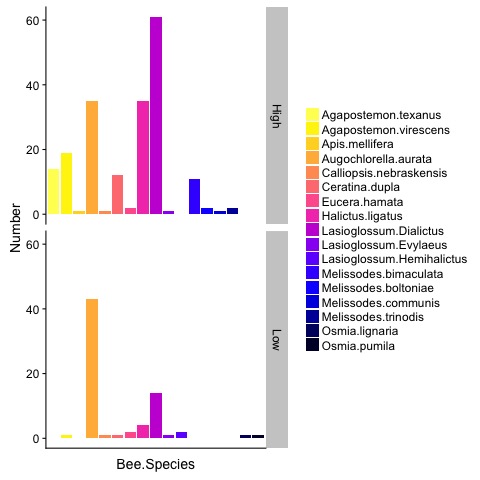 60
40
20
0
High
60
40
20
0
Low
Number
Bee.Species
Agapostemon.texanus
Agapostemon.virescens
Apis.mellifera
Augochlorella.aurata
Calliopsis.nebraskensis
Ceratina.dupla
Eucera.hamata
Halictus.ligatus
Lasioglossum.Dialictus
Lasioglossum.Evylaeus
Lasioglossum.Hemihalictus
Melissodes.bimaculata
Melissodes.boltoniae
Melissodes.communis
Melissodes.trinodis
Osmia.lignaria
Osmia.pumila